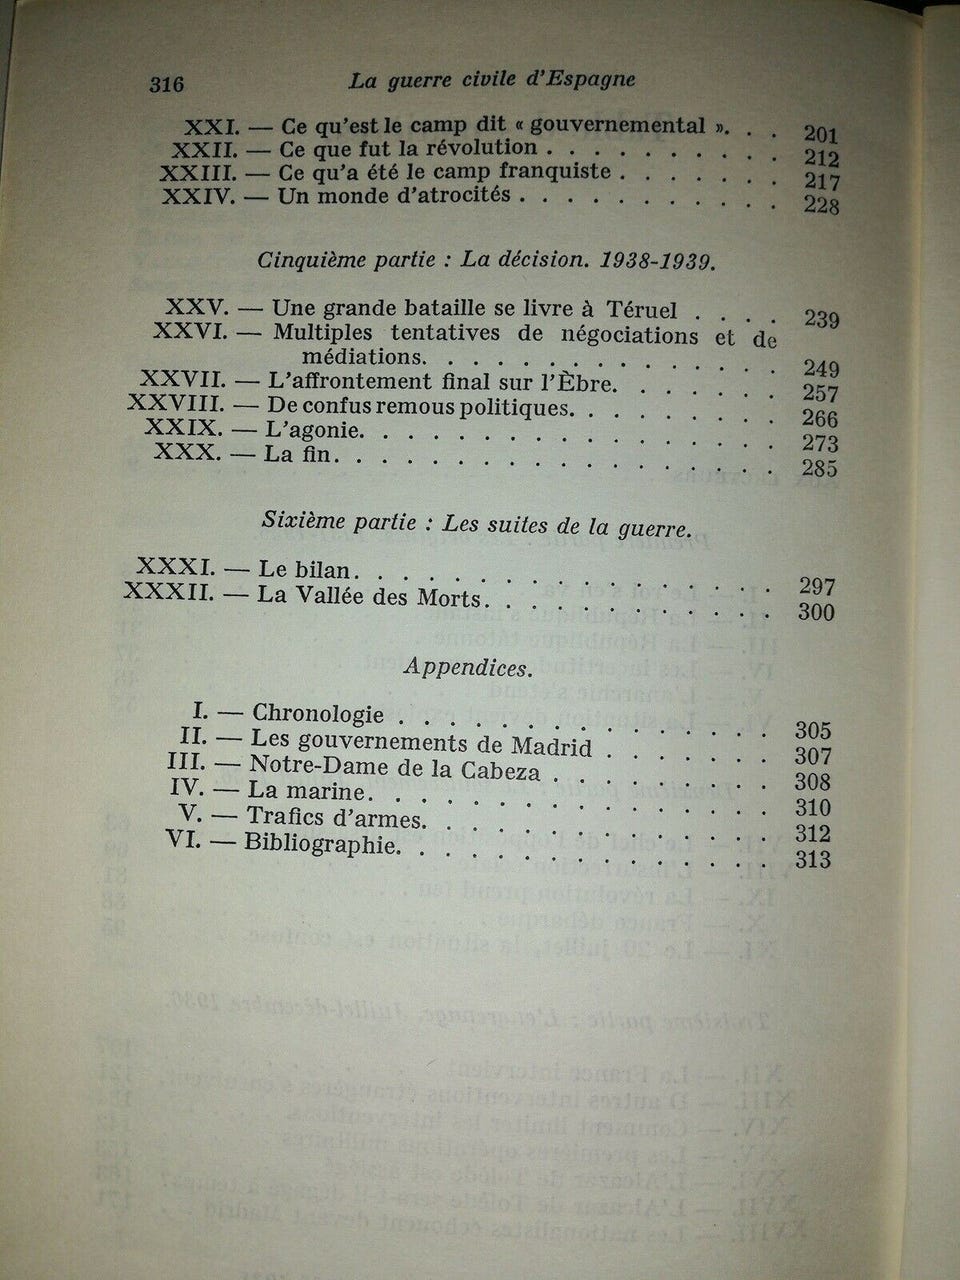 316 La guerre civile d'Espagne
XXI. — Ce qu'est le camp dit « gouvernemental ». . . 201
XXII. — Ce que fut la révolution . . . . . . . . . . 212
XXIII. — Ce qu'a été le camp franquiste . . . . . . . 217
XXIV. — Un monde d'atrocités . . . . . . . . . . . 228
Cinquième partie : La décision. 1938-1939.
XXV. — Une grande bataille se livre à Téruel . . . . 239
XXVI. — Multiples tentatives de négociations et de
médiations. . . . . . . . . . . . . . . 249
XXVII. — L'affrontement final sur l'Èbre. . . . . . . 257
XXVIII. — De confus remous politiques. . . . . . . . . 266
XXIX. — L'agonie. . . . . . . . . . . . . . . . . 273
XXX. — La fin. . . . . . . . . . . . . . . . . . 285
Sixième partie : Les suites de la guerre.
XXXI. — Le bilan. . . . . . . . . . . . . . . . . 297
XXXII. — La Vallée des Morts. . . . . . . . . . . . 300
Appendices.
I. — Chronologie . . . . . . . . . . . . . . . 305
II. — Les gouvernements de Madrid . . . . . . . 307
III. — Notre-Dame de la Cabeza . . . . . . . . . 308
IV. — La marine. . . . . . . . . . . . . . . . 310
V. — Trafics d'armes. . . . . . . . . . . . . . 312
VI. — Bibliographie. . . . . . . . . . . . . . . 313